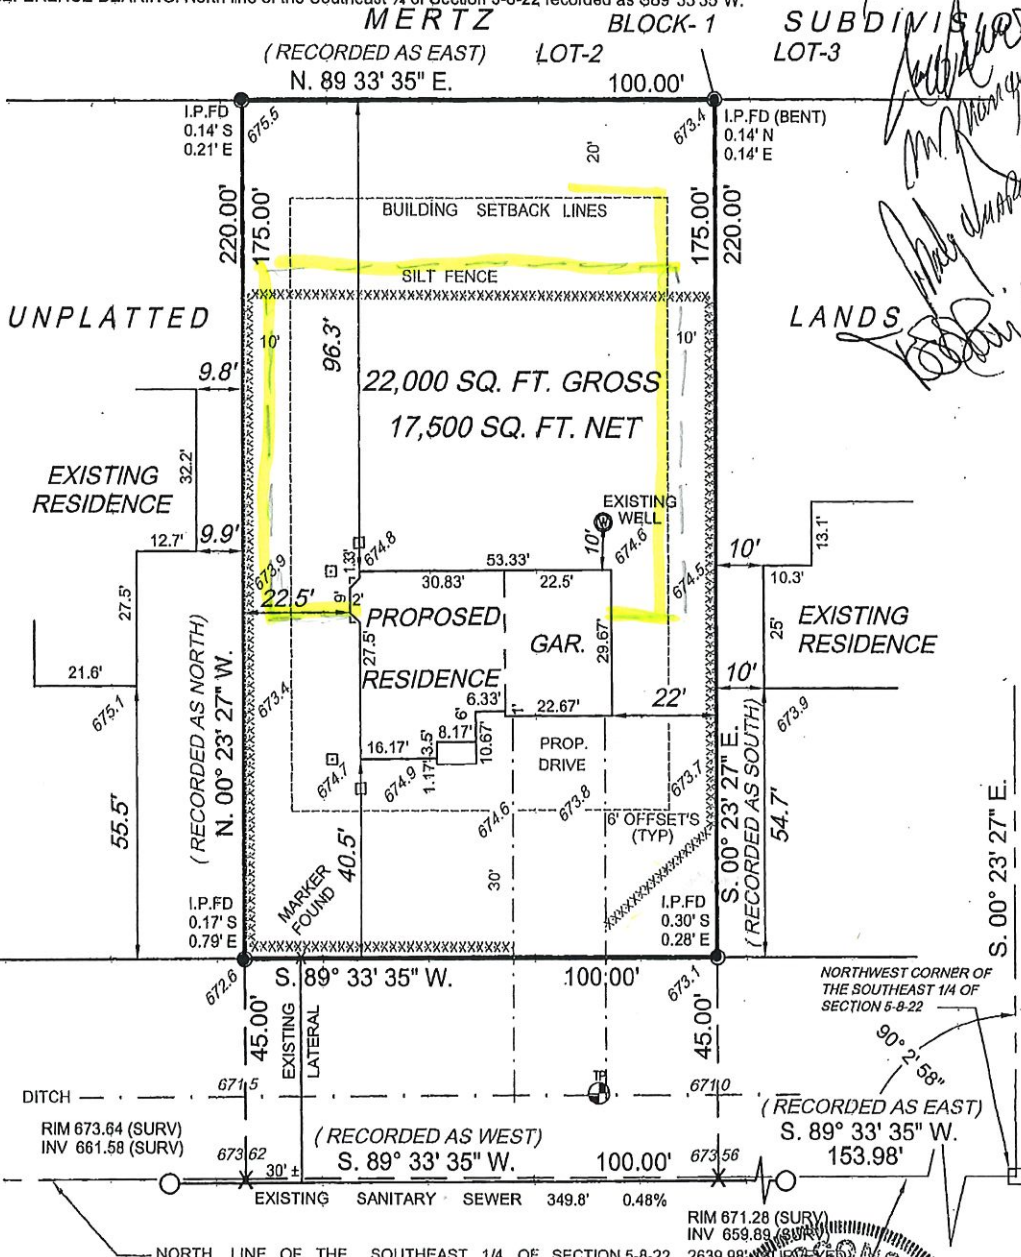 MERTZ BLOCK- 1 SUBDIVISIO
(RECORDED AS EAST) LOT-2 LOT-3
N. 89 33' 35" E. 100.00'
I.P.FD
0.14' S
0.21' E
675.5
673.4
I.P.FD (BENT)
0.14' N
0.14' E
20'
220.00'
175.00'
175.00'
220.00'
BUILDING SETBACK LINES
SILT FENCE
UNPLATTED
LANDS
10'
10'
96.3'
9.8'
22,000 SQ. FT. GROSS
17,500 SQ. FT. NET
EXISTING
RESIDENCE
32.2'
EXISTING
WELL
12.7'
9.9'
10'
674.6
13.1'
10'
10.3'
674.8
1.33'
53.33'
30.83'
22.5'
673.9
674.5
22.5'
9'
2'
27.5'
PROPOSED
RESIDENCE
GAR.
29.67'
27.5'
EXISTING
RESIDENCE
25'
21.6'
675.1
10'
673.9
673.4
6.33'
6'
1'
22.67'
22'
16.17'
3.5'
8.17'
10.67'
1.17'
PROP.
DRIVE
674.7
674.9
674.6
673.8
673.7
6' OFFSET'S
(TYP)
(RECORDED AS NORTH)
N. 00° 23' 27" W.
S. 00° 23' 27" E.
(RECORDED AS SOUTH)
55.5'
54.7'
40.5'
30'
S. 00° 23' 27" E.
MARKER
FOUND
I.P.FD
0.17' S
0.79' E
I.P.FD
0.30' S
0.28' E
672.6
S. 89° 33' 35" W. 100.00'
673.1
NORTHWEST CORNER OF
THE SOUTHEAST 1/4 OF
SECTION 5-8-22
45.00'
EXISTING
LATERAL
45.00'
90° 2' 58"
TP
DITCH
671.5
671.0
RIM 673.64 (SURV)
INV 661.58 (SURV)
(RECORDED AS WEST)
S. 89° 33' 35" W. 100.00'
(RECORDED AS EAST)
S. 89° 33' 35" W.
153.98'
673.62
673.56
30' ±
EXISTING SANITARY SEWER 349.8' 0.48%
RIM 671.28 (SURV)
INV 659.89 (SURV)
NORTH LINE OF THE SOUTHEAST 1/4 OF SECTION 5-8-22 2639.98'